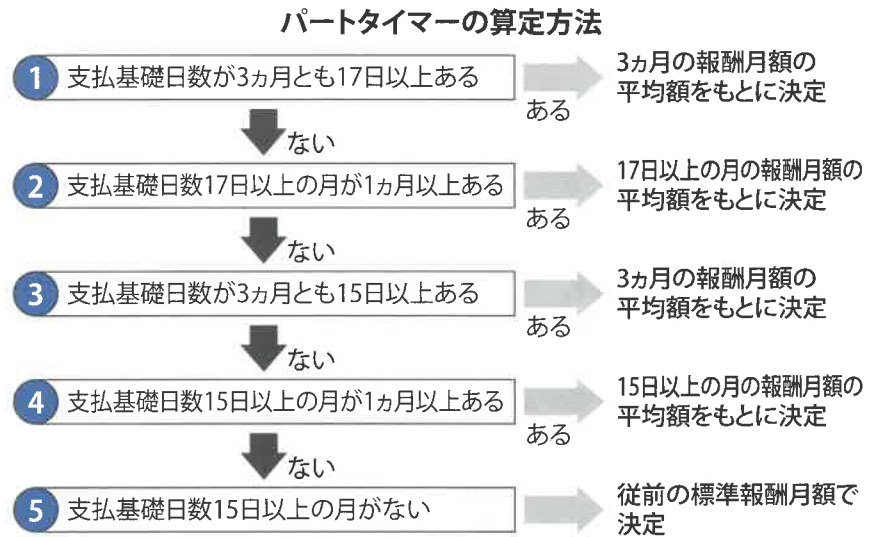 パートタイマーの算定方法
1 支払基礎日数が3ヵ月とも17日以上ある
ある
3ヵ月の報酬月額の
平均額をもとに決定
ない
2 支払基礎日数17日以上の月が1ヵ月以上ある
ある
17日以上の月の報酬月額の
平均額をもとに決定
ない
3 支払基礎日数が3ヵ月とも15日以上ある
ある
3ヵ月の報酬月額の
平均額をもとに決定
ない
4 支払基礎日数15日以上の月が1ヵ月以上ある
ある
15日以上の月の報酬月額の
平均額をもとに決定
ない
5 支払基礎日数15日以上の月がない
従前の標準報酬月額で
決定